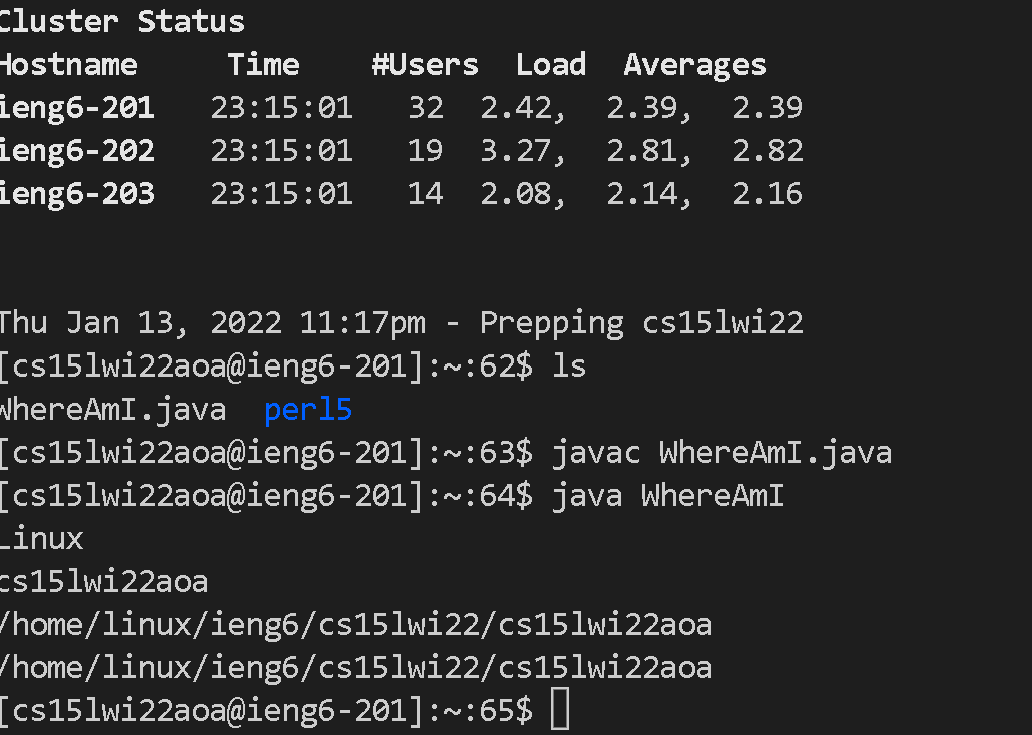 Cluster Status
Hostname Time #Users Load Averages
ieng6-201 23:15:01 32 2.42, 2.39, 2.39
ieng6-202 23:15:01 19 3.27, 2.81, 2.82
ieng6-203 23:15:01 14 2.08, 2.14, 2.16
Thu Jan 13, 2022 11:17pm - Prepping cs15lwi22
[cs15lwi22aoa@ieng6-201]:~:62$ ls
WhereAmI.java perl5
[cs15lwi22aoa@ieng6-201]:~:63$ javac WhereAmI.java
[cs15lwi22aoa@ieng6-201]:~:64$ java WhereAmI
Linux
cs15lwi22aoa
/home/linux/ieng6/cs15lwi22/cs15lwi22aoa
/home/linux/ieng6/cs15lwi22/cs15lwi22aoa
[cs15lwi22aoa@ieng6-201]:~:65$